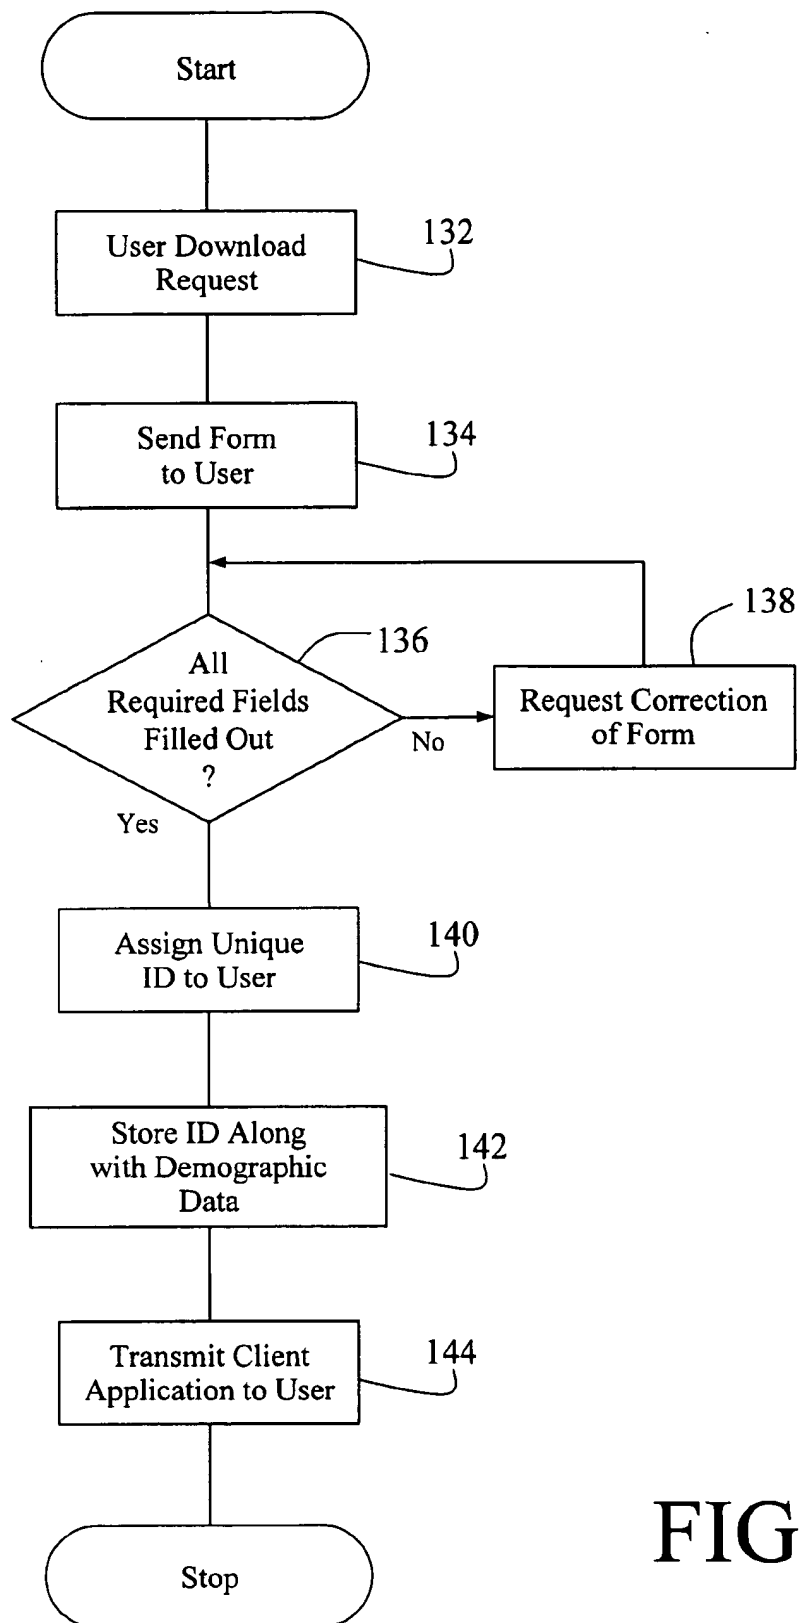 Start
User Download
Request
132
Send Form
to User
134
All
Required Fields
Filled Out
?
136
No
Request Correction
of Form
138
Yes
Assign Unique
ID to User
140
Store ID Along
with Demographic
Data
142
Transmit Client
Application to User
144
Stop
FIG